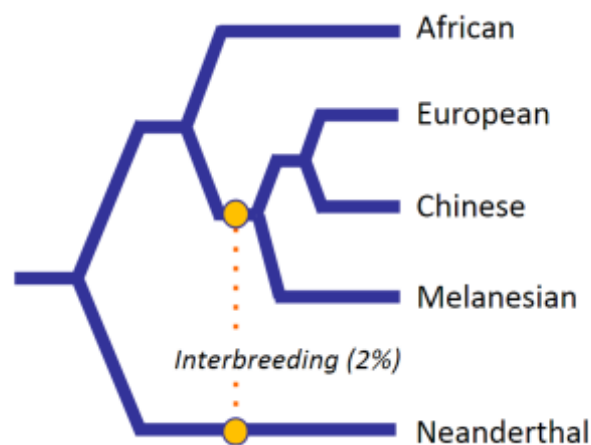 African
European
Chinese
Melanesian
Interbreeding (2%)
Neanderthal